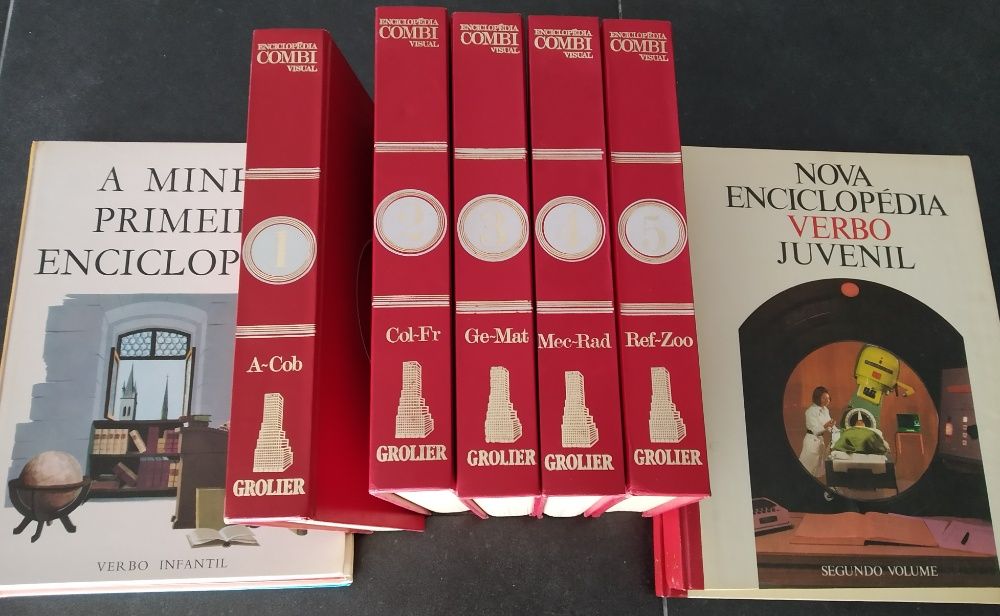 A MINH
PRIMEI
ENCICLOP
VERBO INFANTIL
ENCICLOPÉDIA
COMBI
VISUAL
1
A~Cob
GROLIER
ENCICLOPÉDIA
COMBI
VISUAL
2
Col~Fr
GROLIER
ENCICLOPÉDIA
COMBI
VISUAL
3
Ge~Mat
GROLIER
ENCICLOPÉDIA
COMBI
VISUAL
4
Mec~Rad
GROLIER
ENCICLOPÉDIA
COMBI
VISUAL
5
Ref~Zoo
GROLIER
NOVA
ENCICLOPÉDIA
VERBO
JUVENIL
SEGUNDO VOLUME